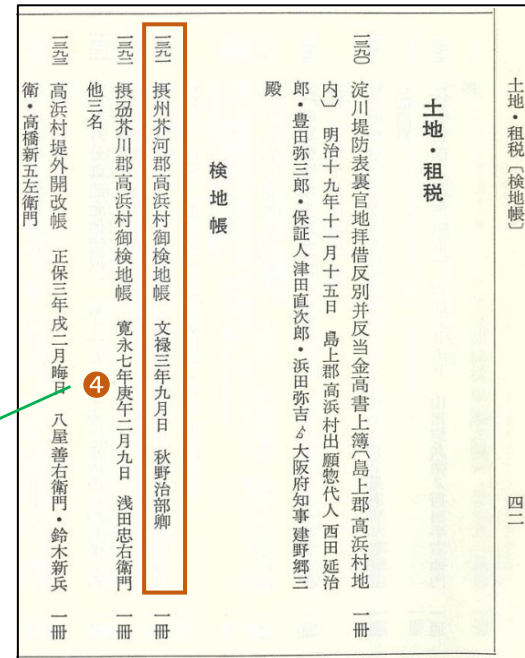 土地・租税〔検地帳〕
四二
土地・租税
一三九〇 淀川堤防表裏官地拝借反別并反当金高書上簿〔島上郡高浜村地 一冊
内〕 明治十九年十一月十五日 島上郡高浜村出願惣代人 西田延治
郎・豊田弥三郎・保証人津田直次郎・浜田弥吉ゟ大阪府知事建野郷三
殿
検地帳
一三九一 摂州芥河郡高浜村御検地帳 文禄三年九月日 秋野治部卿 一冊
一三九二 摂刕芥川郡高浜村御検地帳 寛永七年庚午二月九日 浅田忠右衛門 一冊
他三名
❹
一三九三 高浜村堤外開改帳 正保三年戌二月晦日 八屋善右衛門・鈴木新兵 一冊
衛・高橋新五左衛門